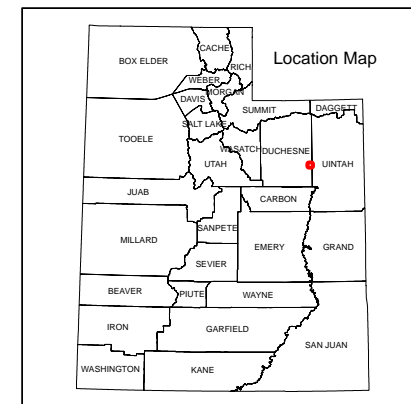 Location Map
BOX ELDER
CACHE
RICH
WEBER
MORGAN
DAVIS
SUMMIT
DAGGETT
SALT LAKE
TOOELE
WASATCH
DUCHESNE
UINTAH
UTAH
JUAB
CARBON
SANPETE
MILLARD
EMERY
GRAND
SEVIER
BEAVER
PIUTE
WAYNE
IRON
GARFIELD
SAN JUAN
WASHINGTON
KANE